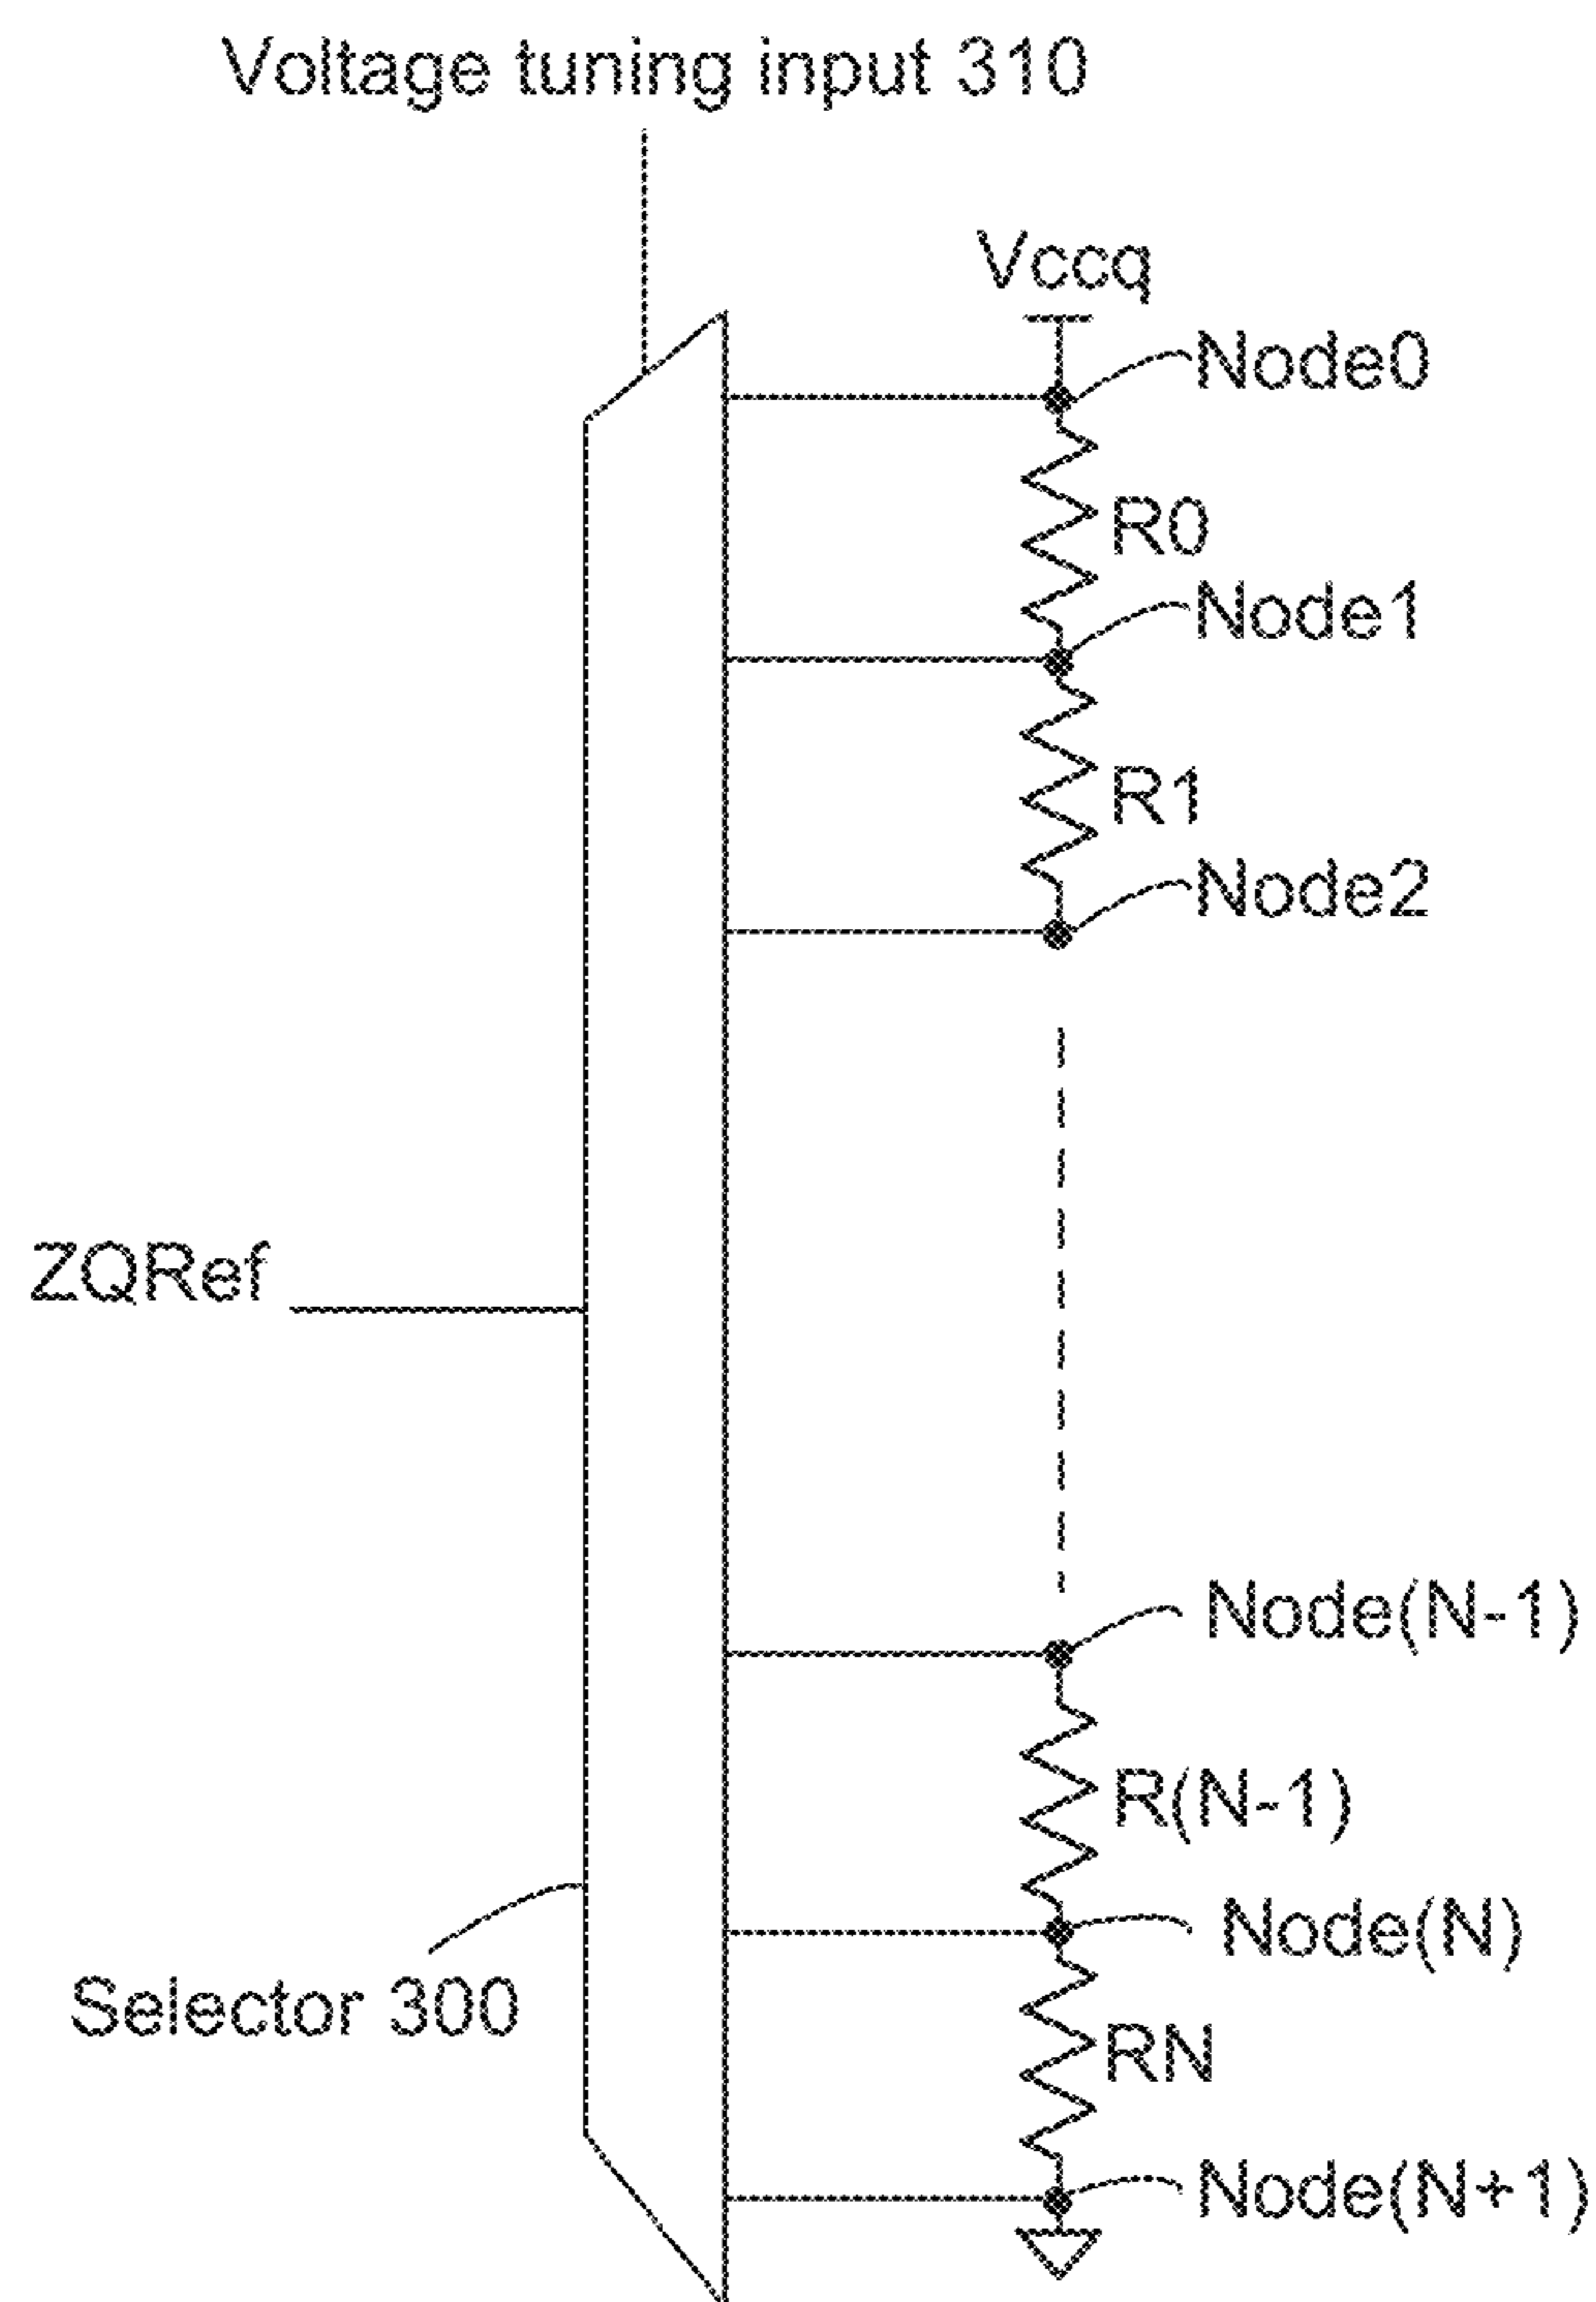 Voltage tuning input 310
Vccq
Node0
R0
Node1
R1
Node2
ZQRef
Node(N-1)
R(N-1)
Node(N)
Selector 300
RN
Node(N+1)